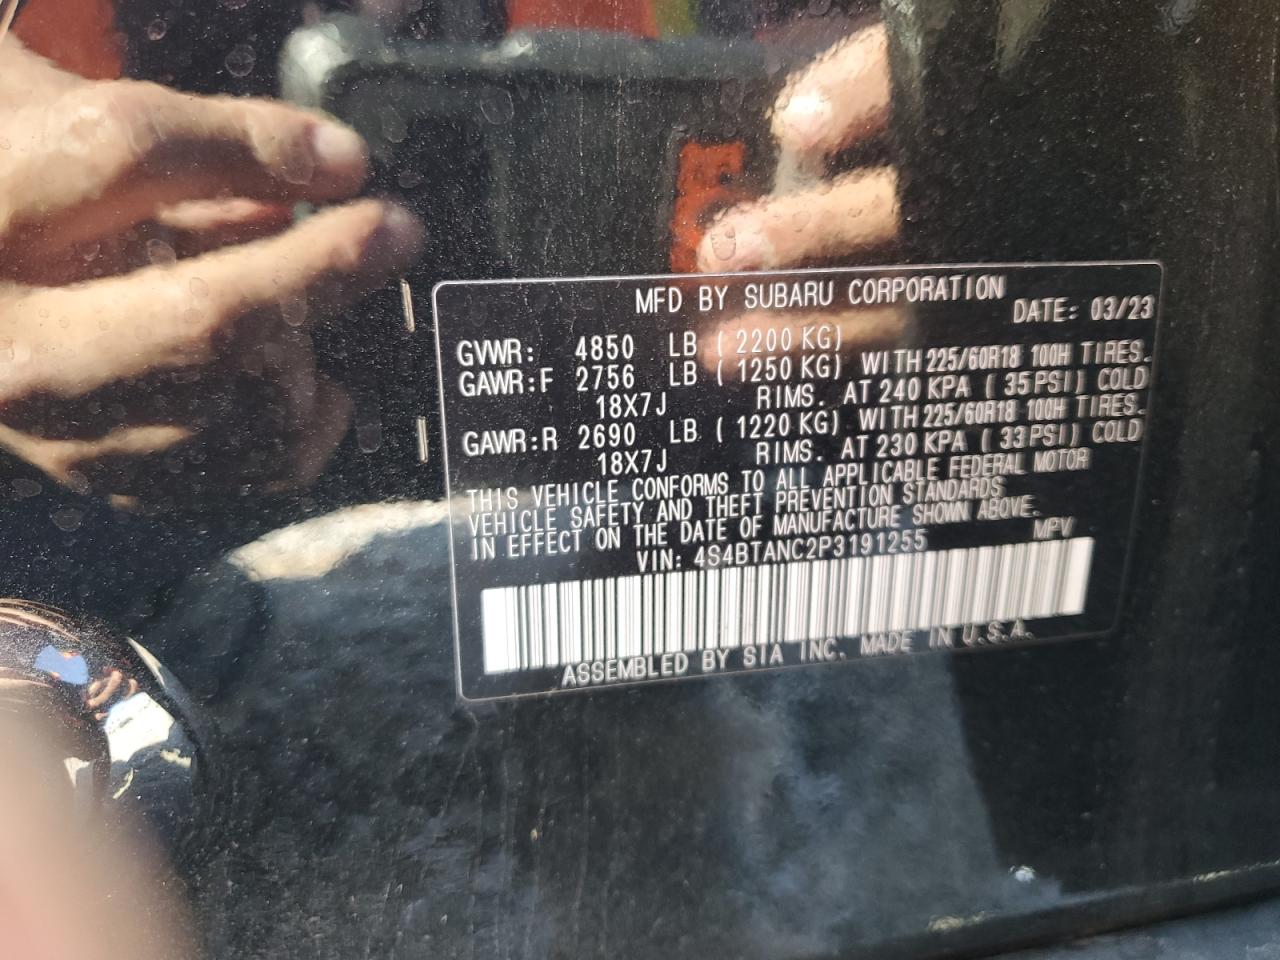 MFD BY SUBARU CORPORATION
DATE: 03/23
GVWR: 4850 LB ( 2200 KG)
GAWR:F 2756 LB ( 1250 KG) WITH 225/60R18 100H TIRES.
18X7J RIMS. AT 240 KPA ( 35PSI) COLD
GAWR:R 2690 LB ( 1220 KG) WITH 225/60R18 100H TIRES.
18X7J RIMS. AT 230 KPA ( 33PSI) COLD
THIS VEHICLE CONFORMS TO ALL APPLICABLE FEDERAL MOTOR
VEHICLE SAFETY AND THEFT PREVENTION STANDARDS
IN EFFECT ON THE DATE OF MANUFACTURE SHOWN ABOVE.
VIN: 4S4BTANC2P3191255 MPV
ASSEMBLED BY SIA INC. MADE IN U.S.A.